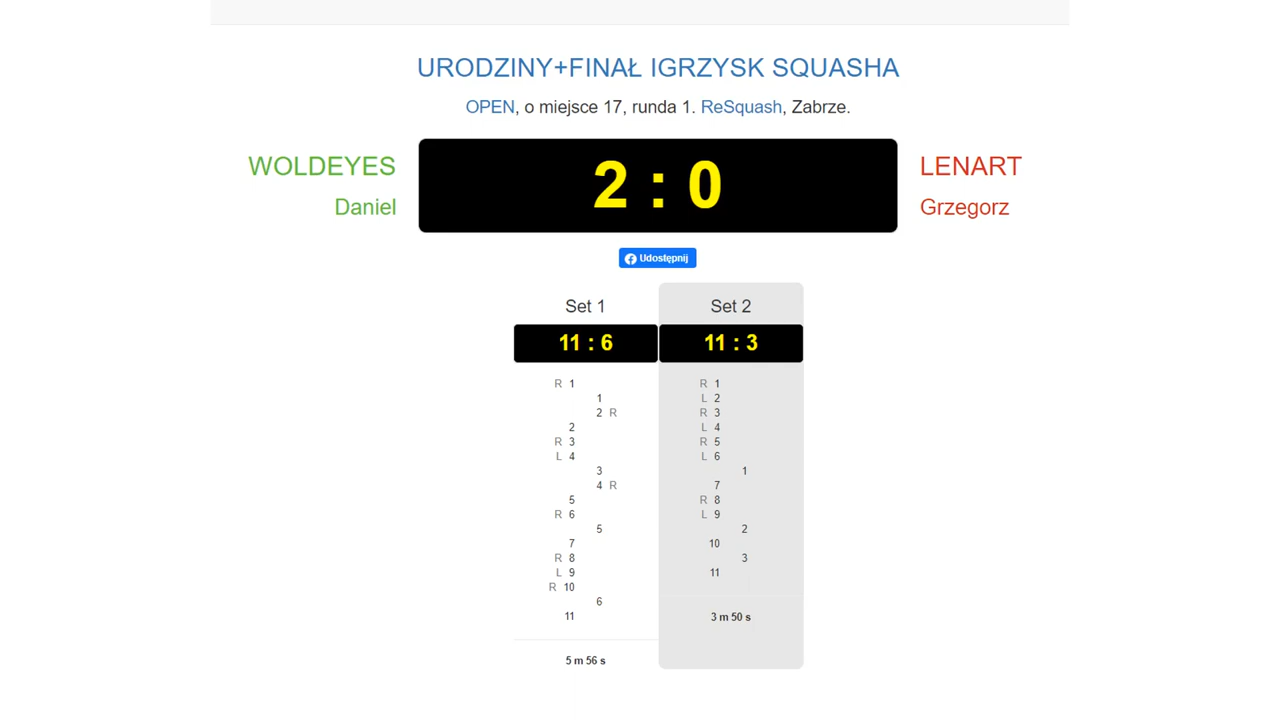 URODZINY+FINAŁ IGRZYSK SQUASHA
OPEN, o miejsce 17, runda 1. ReSquash, Zabrze.
WOLDEYES
Daniel
2 : 0
LENART
Grzegorz
Udostępnij
Set 1
11 : 6
R 1
1
2 R
2
R 3
L 4
3
4 R
5
R 6
5
7
R 8
L 9
R 10
6
11
5 m 56 s
Set 2
11 : 3
R 1
L 2
R 3
L 4
R 5
L 6
1
7
R 8
L 9
2
10
3
11
3 m 50 s